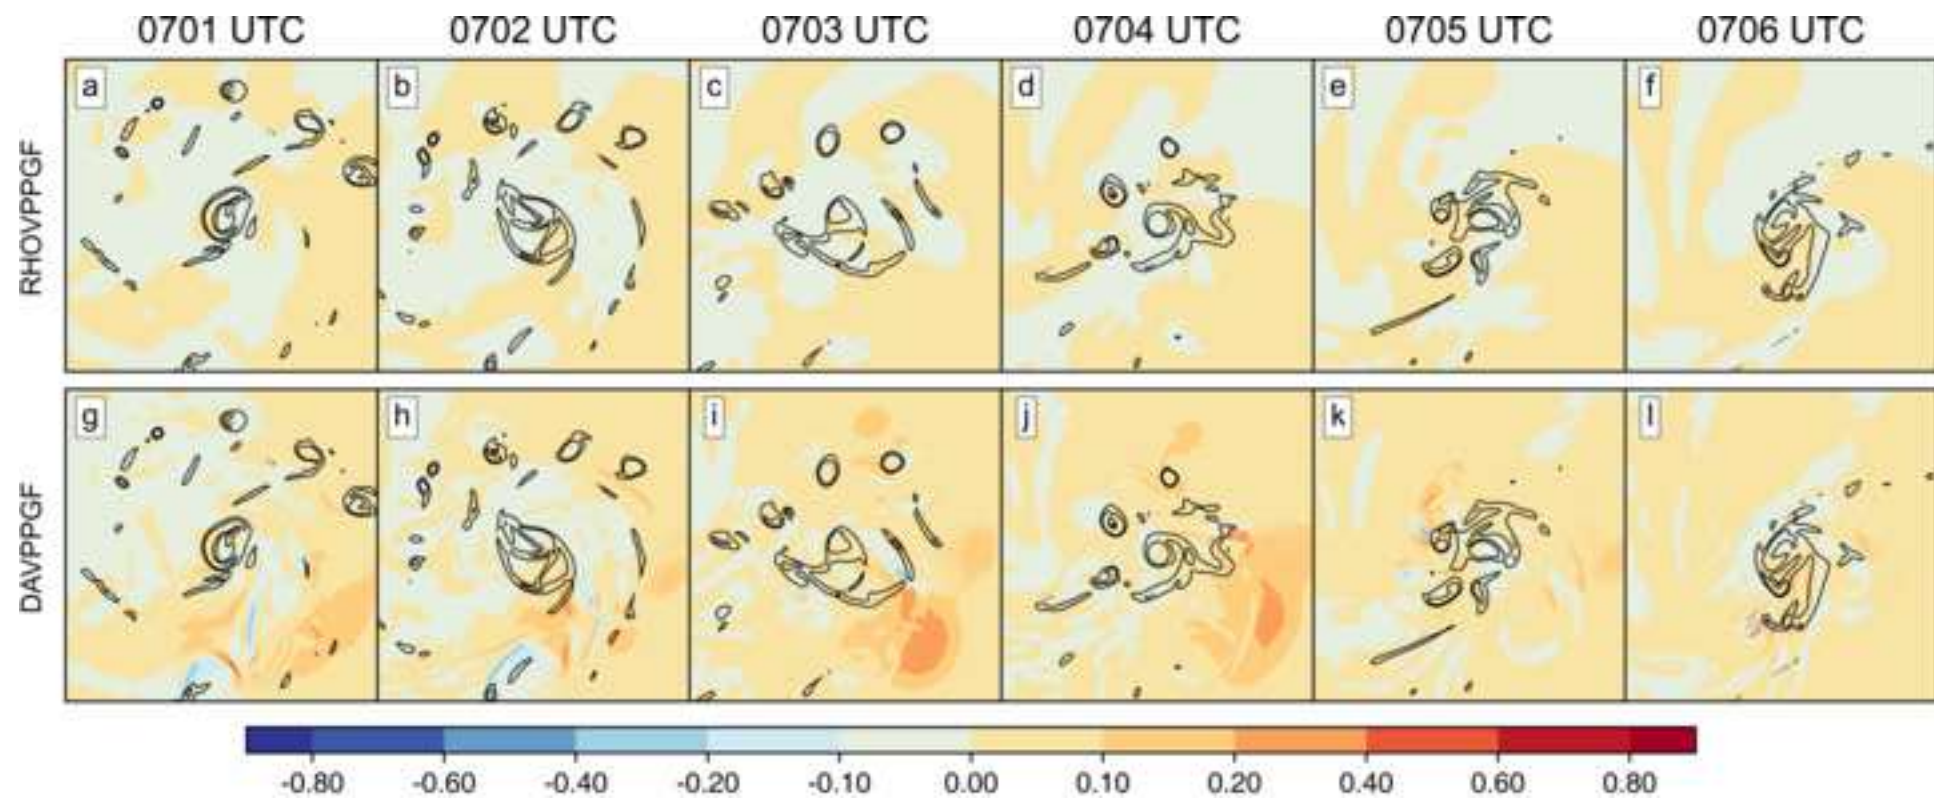 0701 UTC 0702 UTC 0703 UTC 0704 UTC 0705 UTC 0706 UTC
a b c d e f
RHOVPPGF
g h i j k l
DAVPPGF
-0.80 -0.60 -0.40 -0.20 -0.10 0.00 0.10 0.20 0.40 0.60 0.80